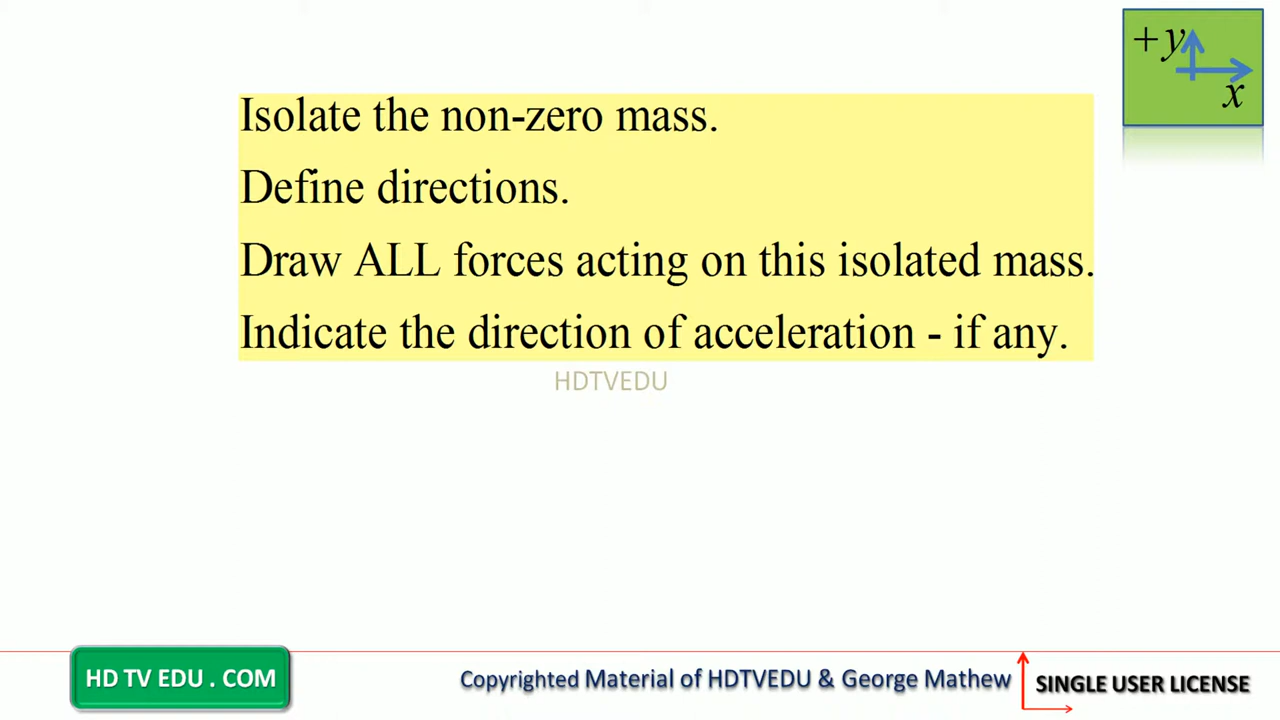 +y
x
Isolate the non-zero mass.
Define directions.
Draw ALL forces acting on this isolated mass.
Indicate the direction of acceleration - if any.
HDTVEDU
HD TV EDU . COM
Copyrighted Material of HDTVEDU & George Mathew
SINGLE USER LICENSE